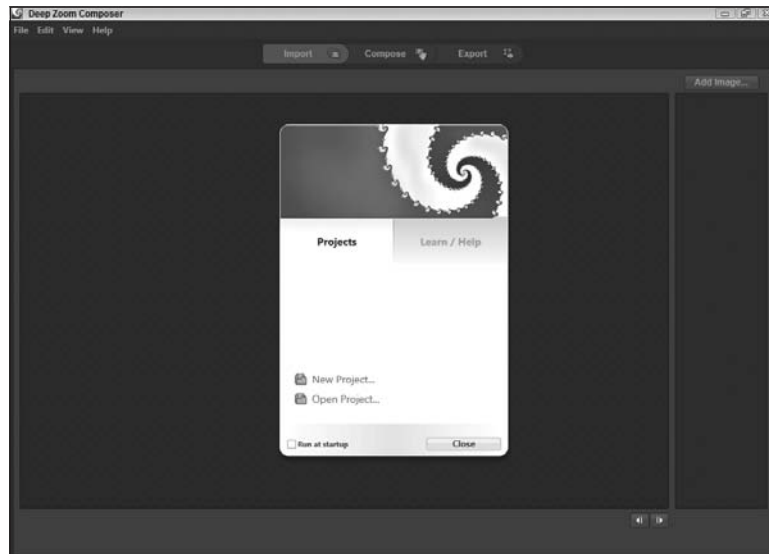 Deep Zoom Composer
File Edit View Help
Import Compose Export
Add Image...
Projects Learn / Help
New Project...
Open Project...
Run at startup Close